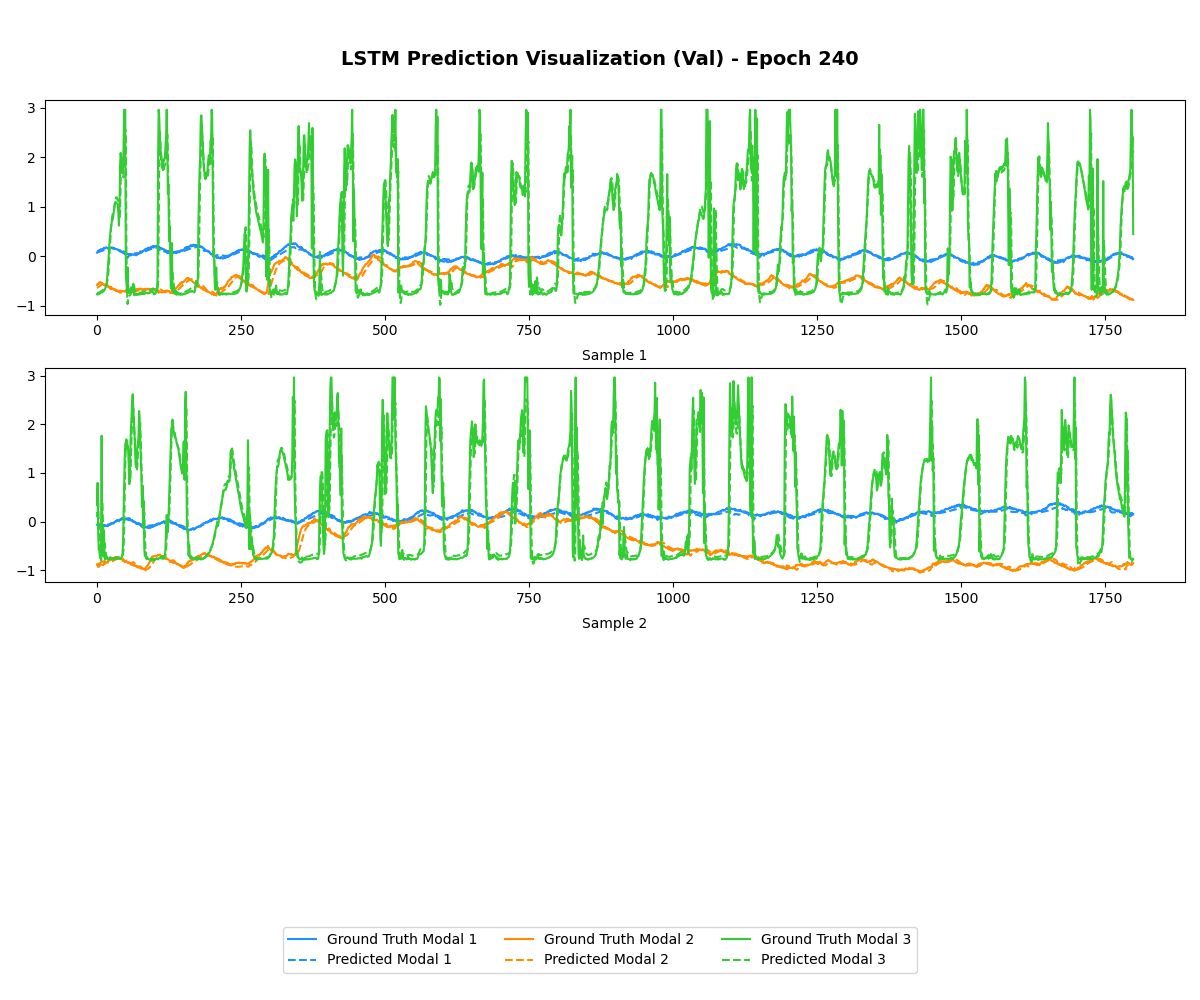 LSTM Prediction Visualization (Val) - Epoch 240
3
2
1
0
−1
0 250 500 750 1000 1250 1500 1750
Sample 1
3
2
1
0
−1
0 250 500 750 1000 1250 1500 1750
Sample 2
Ground Truth Modal 1 Ground Truth Modal 2 Ground Truth Modal 3
Predicted Modal 1 Predicted Modal 2 Predicted Modal 3